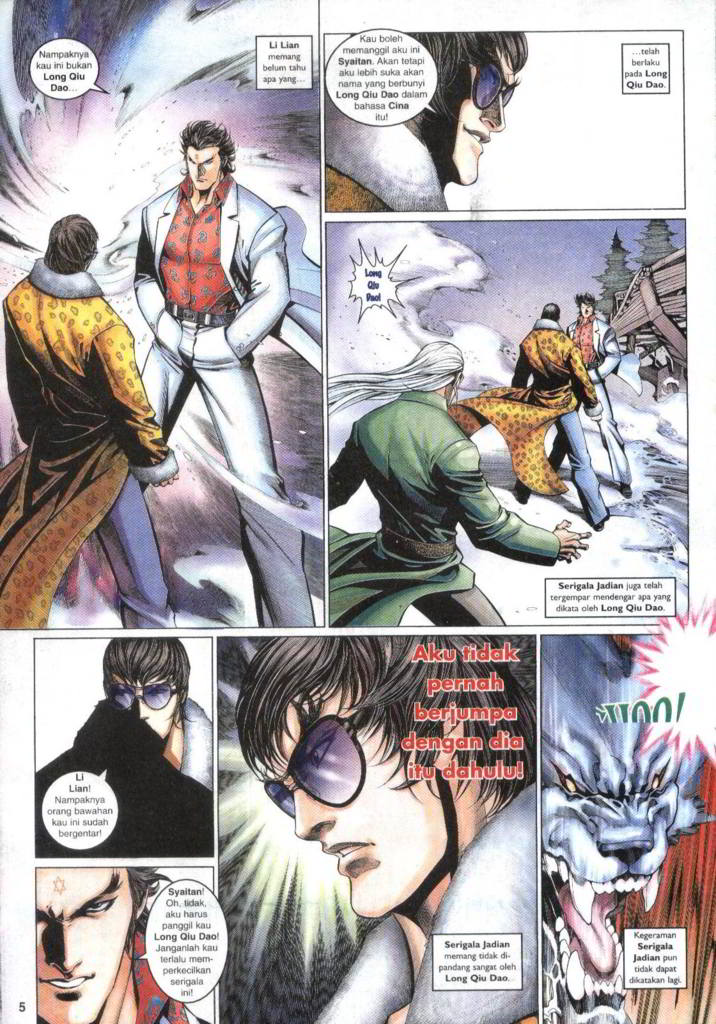 Nampaknya
kau ini bukan
Long Qiu
Dao...
Li Lian
memang
belum tahu
apa yang...
Kau boleh
memanggil aku ini
Syaitan. Akan tetapi
aku lebih suka akan
nama yang berbunyi
Long Qiu Dao dalam
bahasa Cina
itu!
...telah
berlaku
pada Long
Qiu Dao.
Long
Qiu
Dao!
Serigala Jadian juga telah
tergempar mendengar apa yang
dikata oleh Long Qiu Dao.
Li
Lian!
Nampaknya
orang bawahan
kau ini sudah
bergentar!
Aku tidak
pernah
berjumpa
dengan dia
itu dahulu!
Serigala Jadian
memang tidak di-
pandang sangat oleh
Long Qiu Dao..
Syaitan!
Oh, tidak,
aku harus
panggil kau
Long Qiu Dao!
Janganlah kau
terlalu mem-
perkecilkan
serigala
ini!
Kegeraman
Serigala
Jadian pun
tidak dapat
dikatakan lagi.
5